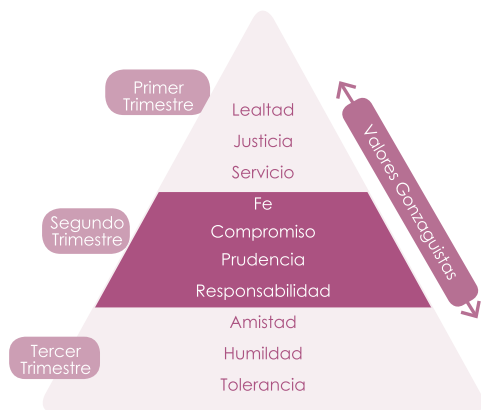 Primer
Trimestre
Lealtad
Justicia
Servicio
Segundo
Trimestre
Fe
Compromiso
Prudencia
Responsabilidad
Tercer
Trimestre
Amistad
Humildad
Tolerancia
Valores Gonzaguistas